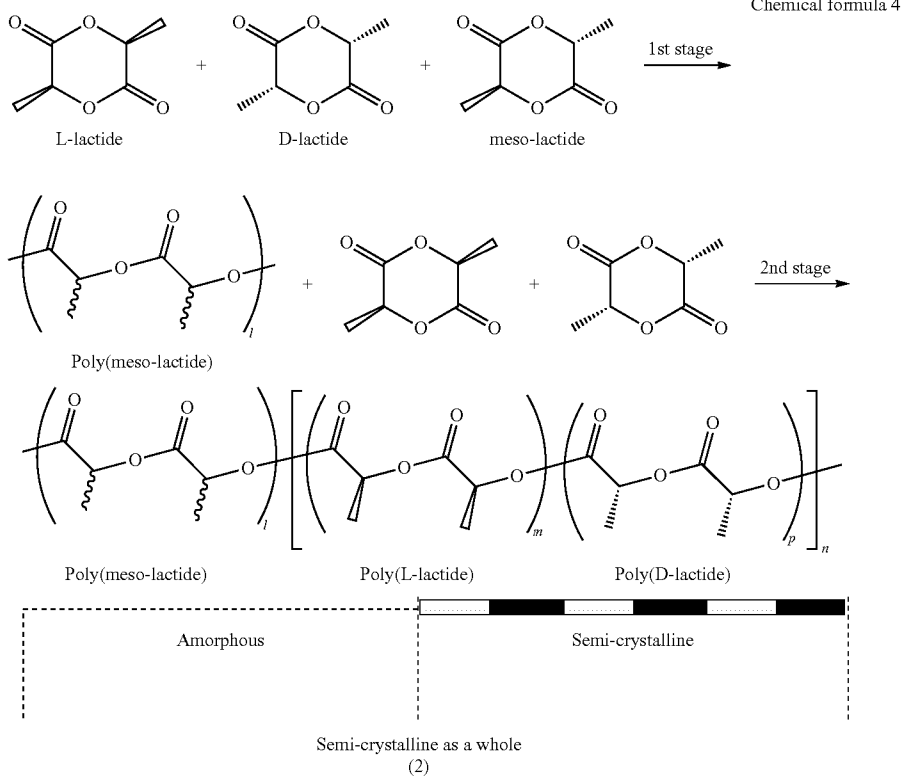 Chemical formula 4
O O O O
+
O O O O
+
O O O O
1st stage
L-lactide D-lactide meso-lactide
O O O O l
+
O O O O
+
O O O O
2nd stage
Poly(meso-lactide)
O O O O l O O O O m O O O O p n
Poly(meso-lactide) Poly(L-lactide) Poly(D-lactide)
Amorphous Semi-crystalline
Semi-crystalline as a whole
(2)